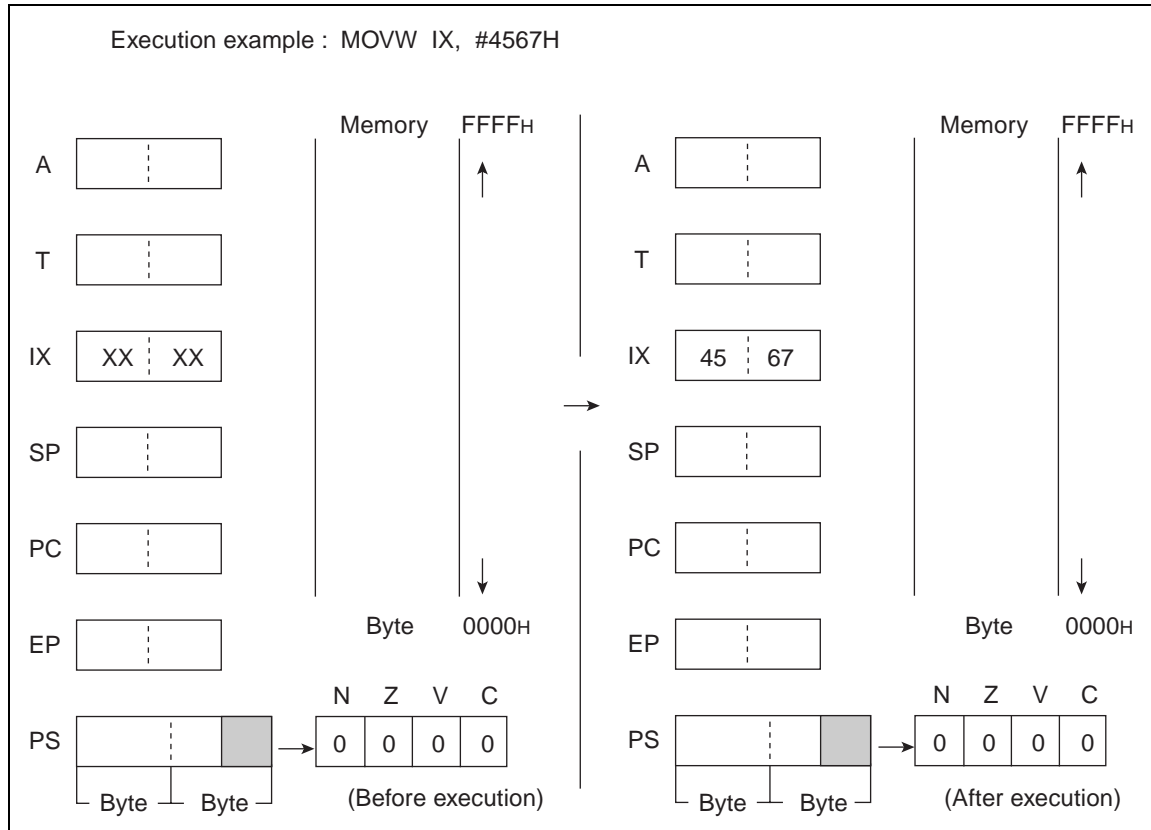 Execution example : MOVW IX, #4567H
Memory FFFFH
A
T
IX XX XX
SP
PC
EP
Byte 0000H
N Z V C
PS 0 0 0 0
Byte Byte
(Before execution)
Memory FFFFH
A
T
IX 45 67
SP
PC
EP
Byte 0000H
N Z V C
PS 0 0 0 0
Byte Byte
(After execution)